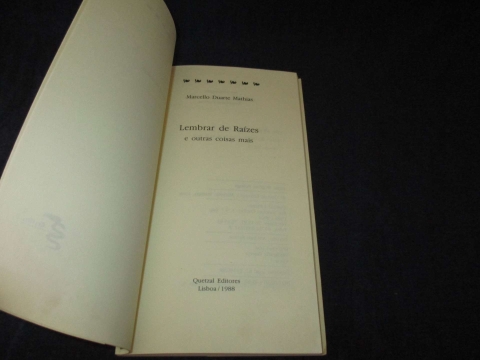 Marcello Duarte Mathias
Lembrar de Raízes
e outras coisas mais
Quetzal Editores
Lisboa / 1988